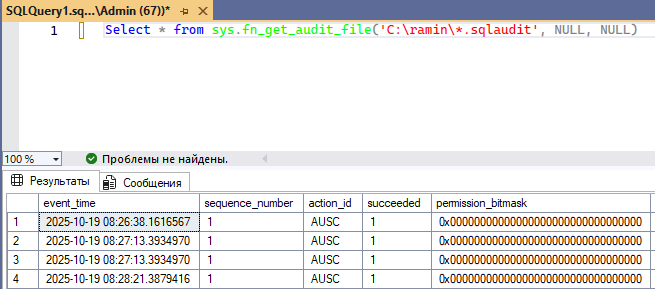 SQLQuery1.sq...\Admin (67))*
1 Select * from sys.fn_get_audit_file('C:\ramin\*.sqlaudit', NULL, NULL)
100 % Проблемы не найдены.
Результаты Сообщения
event_time sequence_number action_id succeeded permission_bitmask
1 2025-10-19 08:26:38.1616567 1 AUSC 1 0x00000000000000000000000000000000
2 2025-10-19 08:27:13.3934970 1 AUSC 1 0x00000000000000000000000000000000
3 2025-10-19 08:27:13.3934970 1 AUSC 1 0x00000000000000000000000000000000
4 2025-10-19 08:28:21.3879416 1 AUSC 1 0x00000000000000000000000000000000